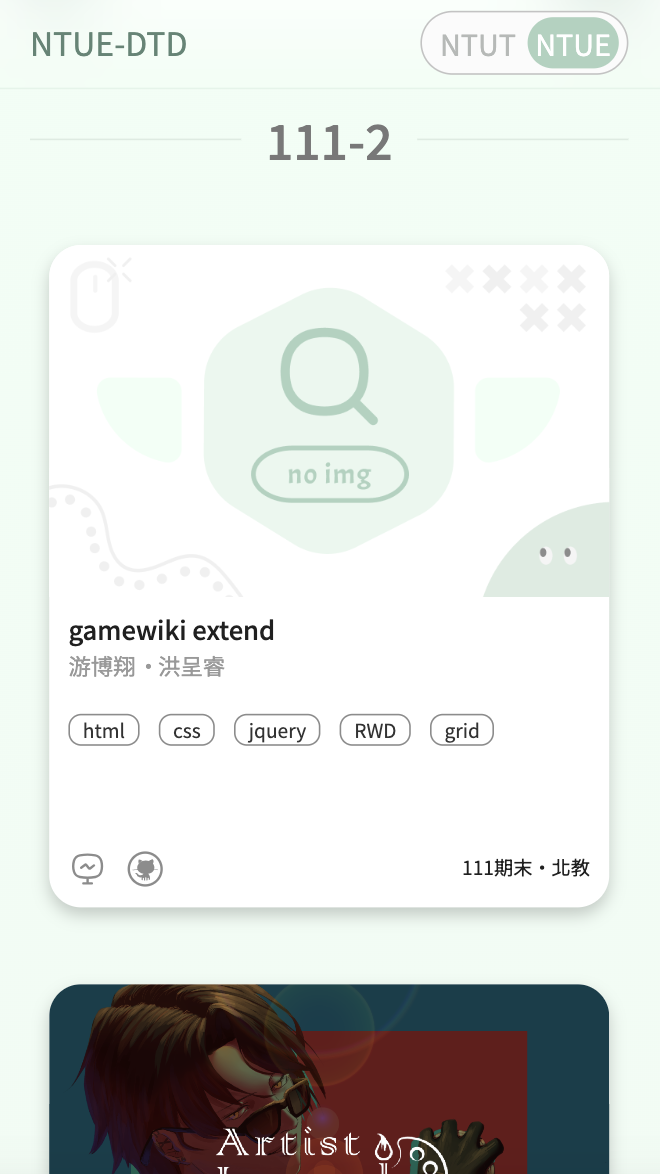 NTUE-DTD
NTUT NTUE
111-2
no img
gamewiki extend
游博翔・洪呈睿
html css jquery RWD grid
111期末・北教
Artist